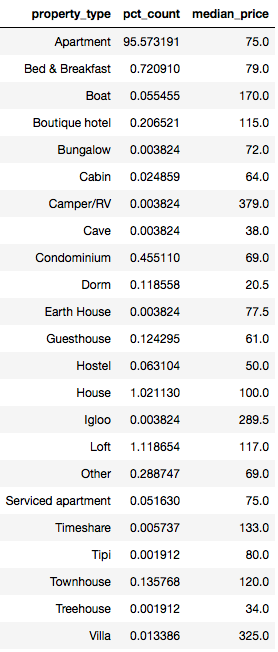 property_type pct_count median_price
Apartment 95.573191 75.0
Bed & Breakfast 0.720910 79.0
Boat 0.055455 170.0
Boutique hotel 0.206521 115.0
Bungalow 0.003824 72.0
Cabin 0.024859 64.0
Camper/RV 0.003824 379.0
Cave 0.003824 38.0
Condominium 0.455110 69.0
Dorm 0.118558 20.5
Earth House 0.003824 77.5
Guesthouse 0.124295 61.0
Hostel 0.063104 50.0
House 1.021130 100.0
Igloo 0.003824 289.5
Loft 1.118654 117.0
Other 0.288747 69.0
Serviced apartment 0.051630 75.0
Timeshare 0.005737 133.0
Tipi 0.001912 80.0
Townhouse 0.135768 120.0
Treehouse 0.001912 34.0
Villa 0.013386 325.0